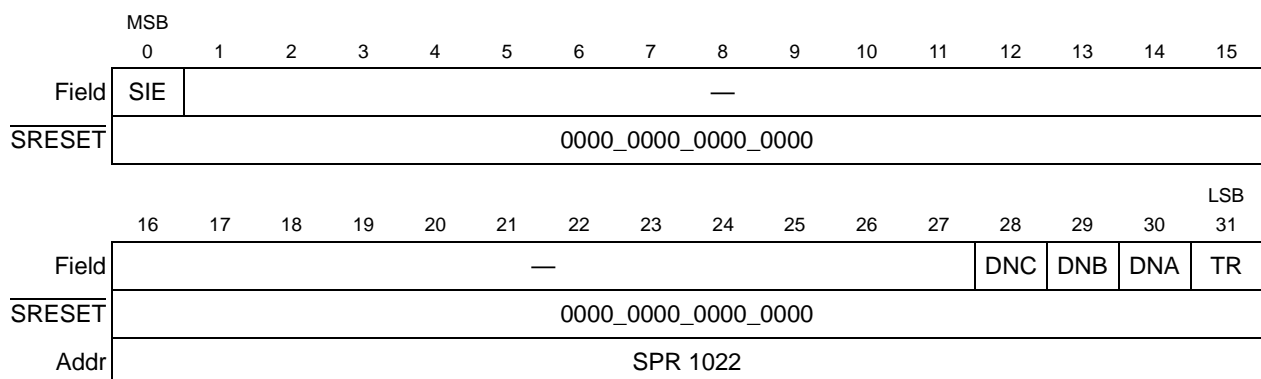 MSB
0 1 2 3 4 5 6 7 8 9 10 11 12 13 14 15
Field SIE —
SRESET 0000_0000_0000_0000
LSB
16 17 18 19 20 21 22 23 24 25 26 27 28 29 30 31
Field — DNC DNB DNA TR
SRESET 0000_0000_0000_0000
Addr SPR 1022